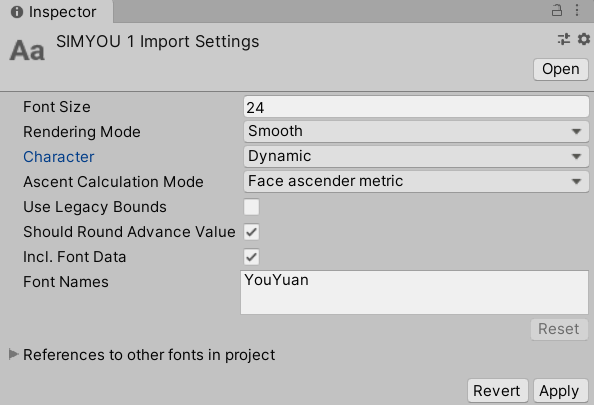 Inspector
Aa
SIMYOU 1 Import Settings
Open
Font Size 24
Rendering Mode Smooth
Character Dynamic
Ascent Calculation Mode Face ascender metric
Use Legacy Bounds
Should Round Advance Value
Incl. Font Data
Font Names YouYuan
Reset
References to other fonts in project
Revert Apply